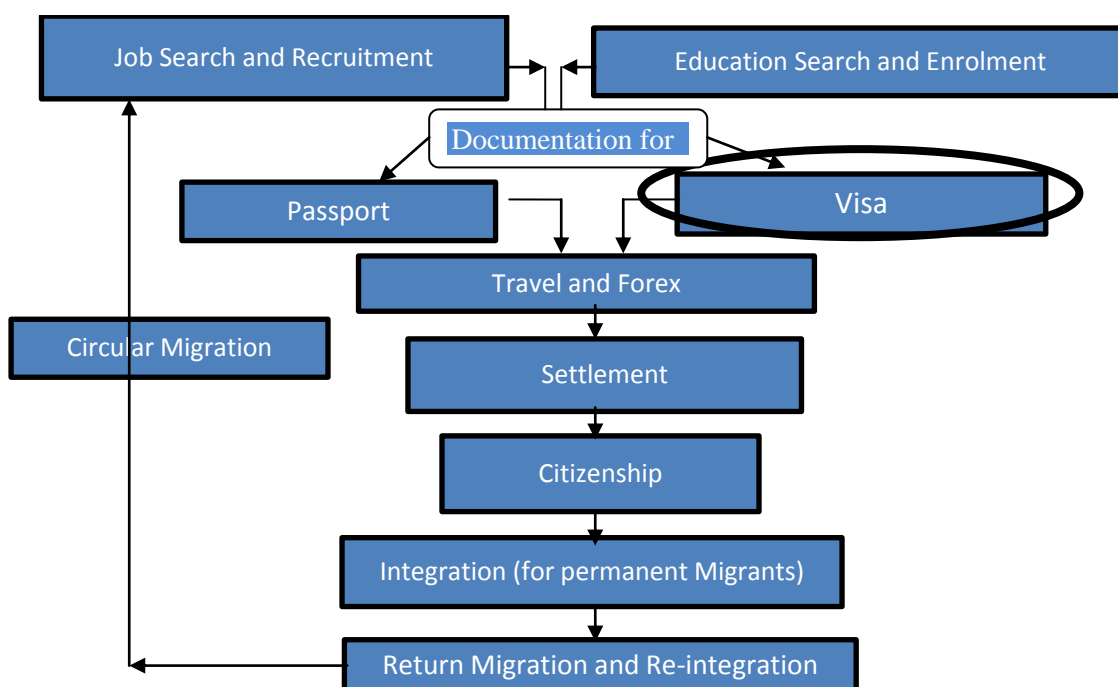 Job Search and Recruitment
Education Search and Enrolment
Documentation for
Passport
Visa
Travel and Forex
Circular Migration
Settlement
Citizenship
Integration (for permanent Migrants)
Return Migration and Re-integration